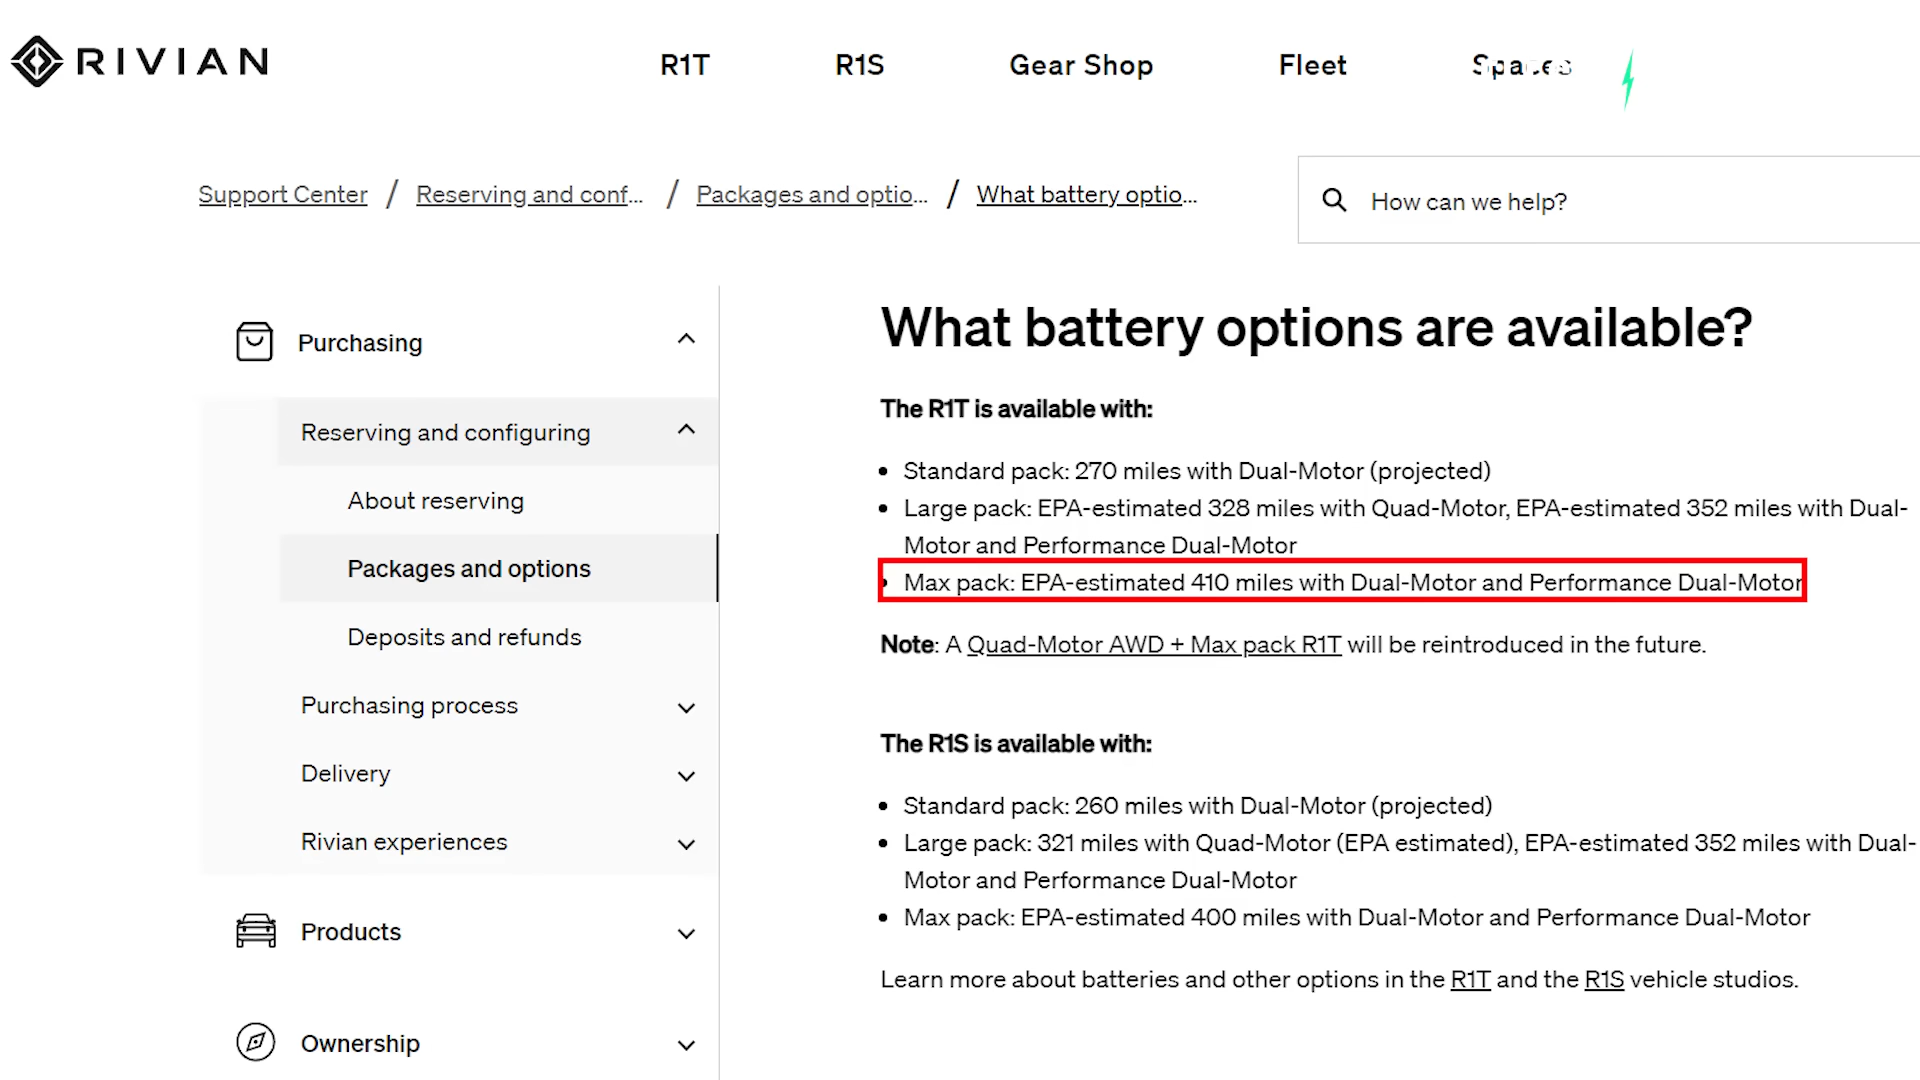 RIVIAN
R1T
R1S
Gear Shop
Fleet
Spaces
Support Center / Reserving and conf... / Packages and optio... / What battery optio...
How can we help?
Purchasing
Reserving and configuring
About reserving
Packages and options
Deposits and refunds
Purchasing process
Delivery
Rivian experiences
Products
Ownership
What battery options are available?
The R1T is available with:
• Standard pack: 270 miles with Dual-Motor (projected)
• Large pack: EPA-estimated 328 miles with Quad-Motor, EPA-estimated 352 miles with Dual-
Motor and Performance Dual-Motor
• Max pack: EPA-estimated 410 miles with Dual-Motor and Performance Dual-Motor
Note: A Quad-Motor AWD + Max pack R1T will be reintroduced in the future.
The R1S is available with:
• Standard pack: 260 miles with Dual-Motor (projected)
• Large pack: 321 miles with Quad-Motor (EPA estimated), EPA-estimated 352 miles with Dual-
Motor and Performance Dual-Motor
• Max pack: EPA-estimated 400 miles with Dual-Motor and Performance Dual-Motor
Learn more about batteries and other options in the R1T and the R1S vehicle studios.